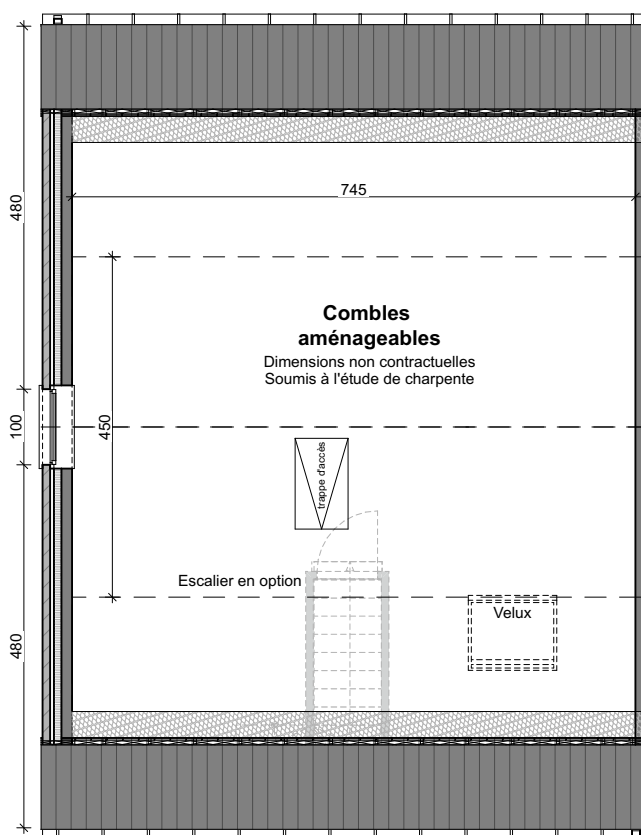 480
745
Combles
aménageables
Dimensions non contractuelles
Soumis à l'étude de charpente
100
450
trappe d'accès
Escalier en option
Velux
480